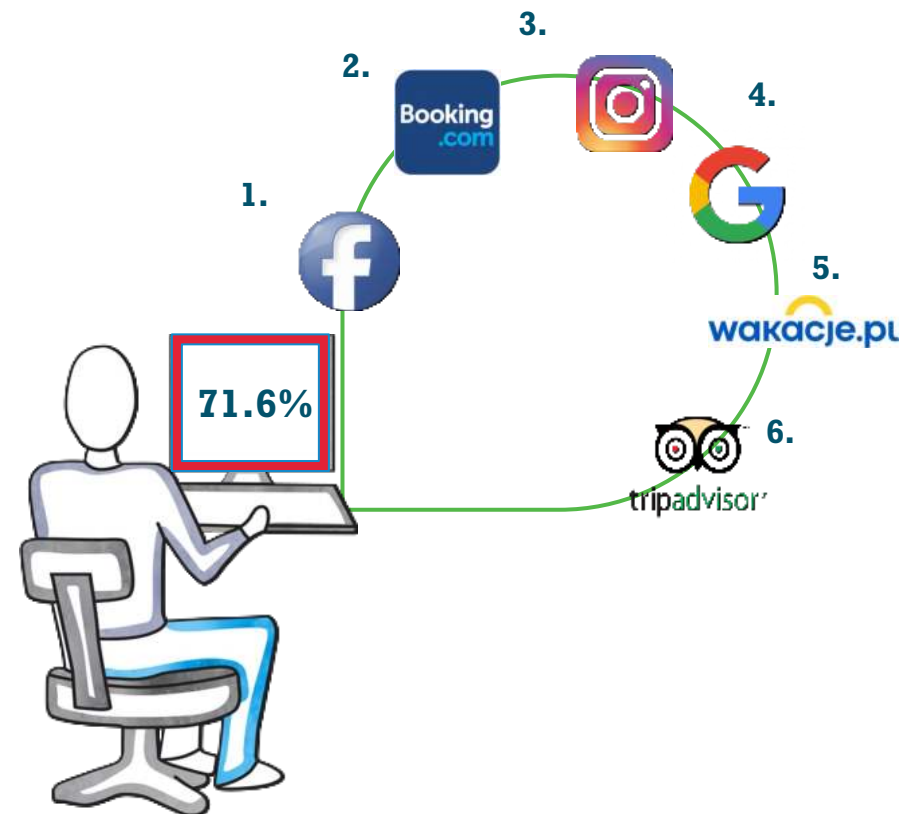 3.
2.
Booking
.com
4.
1.
f
G
5.
wakacje.pl
71.6%
6.
tripadvisor